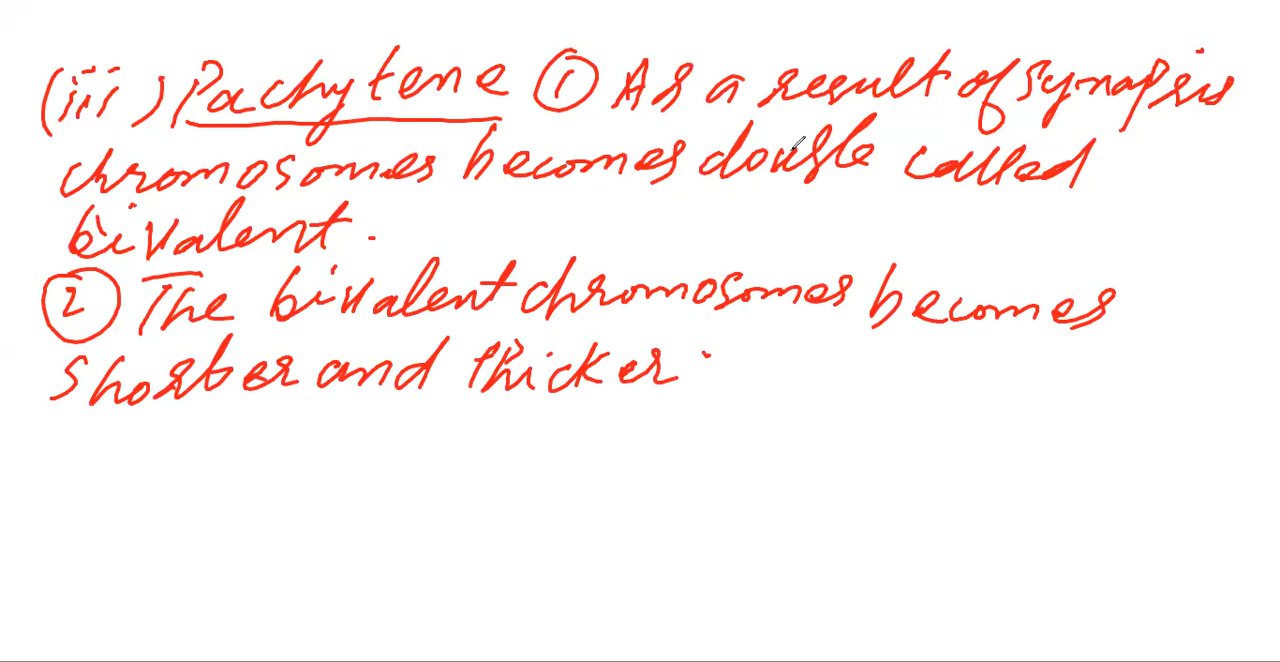 (iii) Pachytene ① As a result of synapsis
chromosomes becomes double called
bivalent.
② The bivalent chromosomes becomes
shorter and thicker.